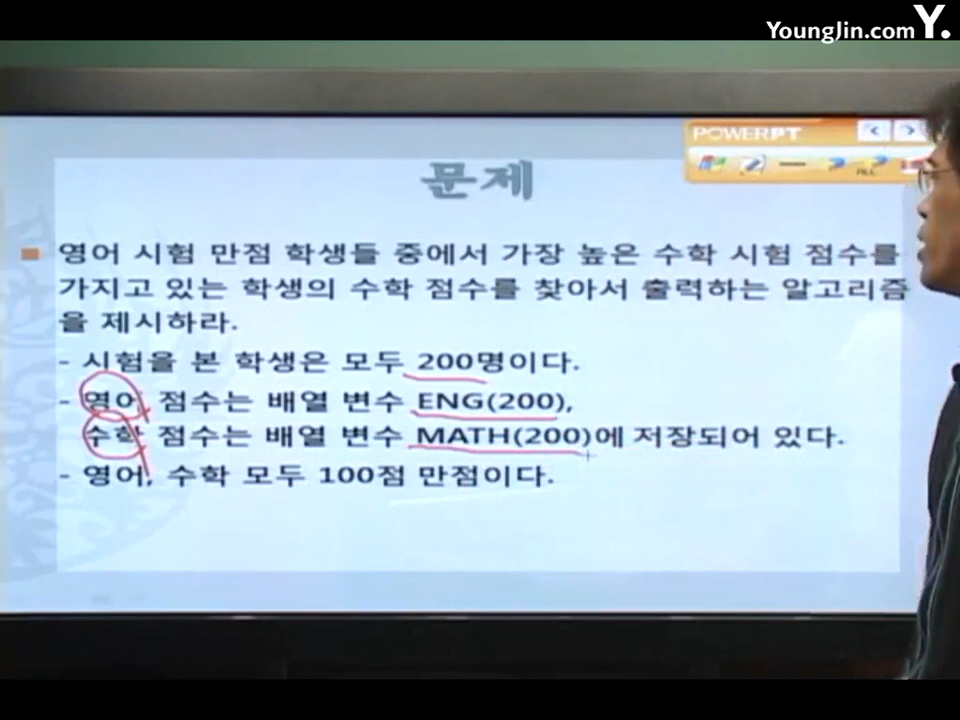 YoungJin.com Y.
POWERPT
문제
영어 시험 만점 학생들 중에서 가장 높은 수학 시험 점수를
가지고 있는 학생의 수학 점수를 찾아서 출력하는 알고리즘
을 제시하라.
- 시험을 본 학생은 모두 200명이다.
- 영어 점수는 배열 변수 ENG(200),
수학 점수는 배열 변수 MATH(200)에 저장되어 있다.
- 영어, 수학 모두 100점 만점이다.